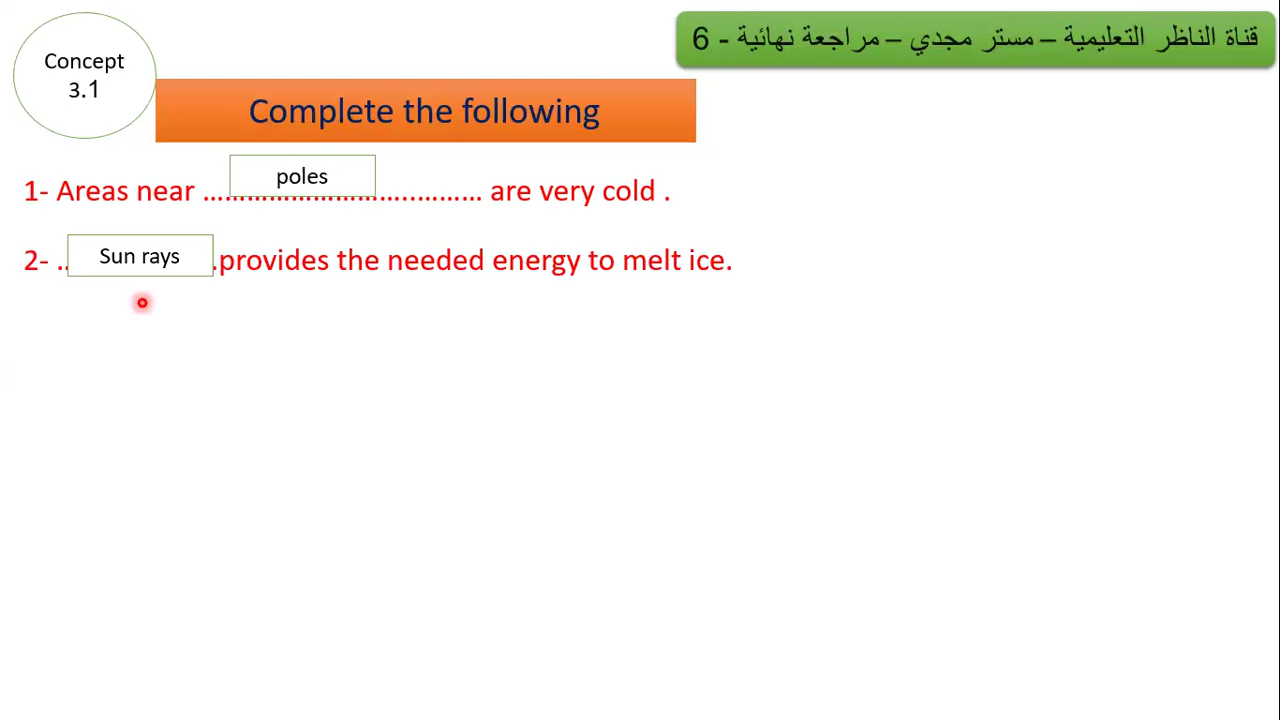 Concept
3.1
قناة الناظر التعليمية – مستر مجدي – مراجعة نهائية - 6
Complete the following
1- Areas near ……… poles ……..……… are very cold .
2- .. Sun rays .provides the needed energy to melt ice.